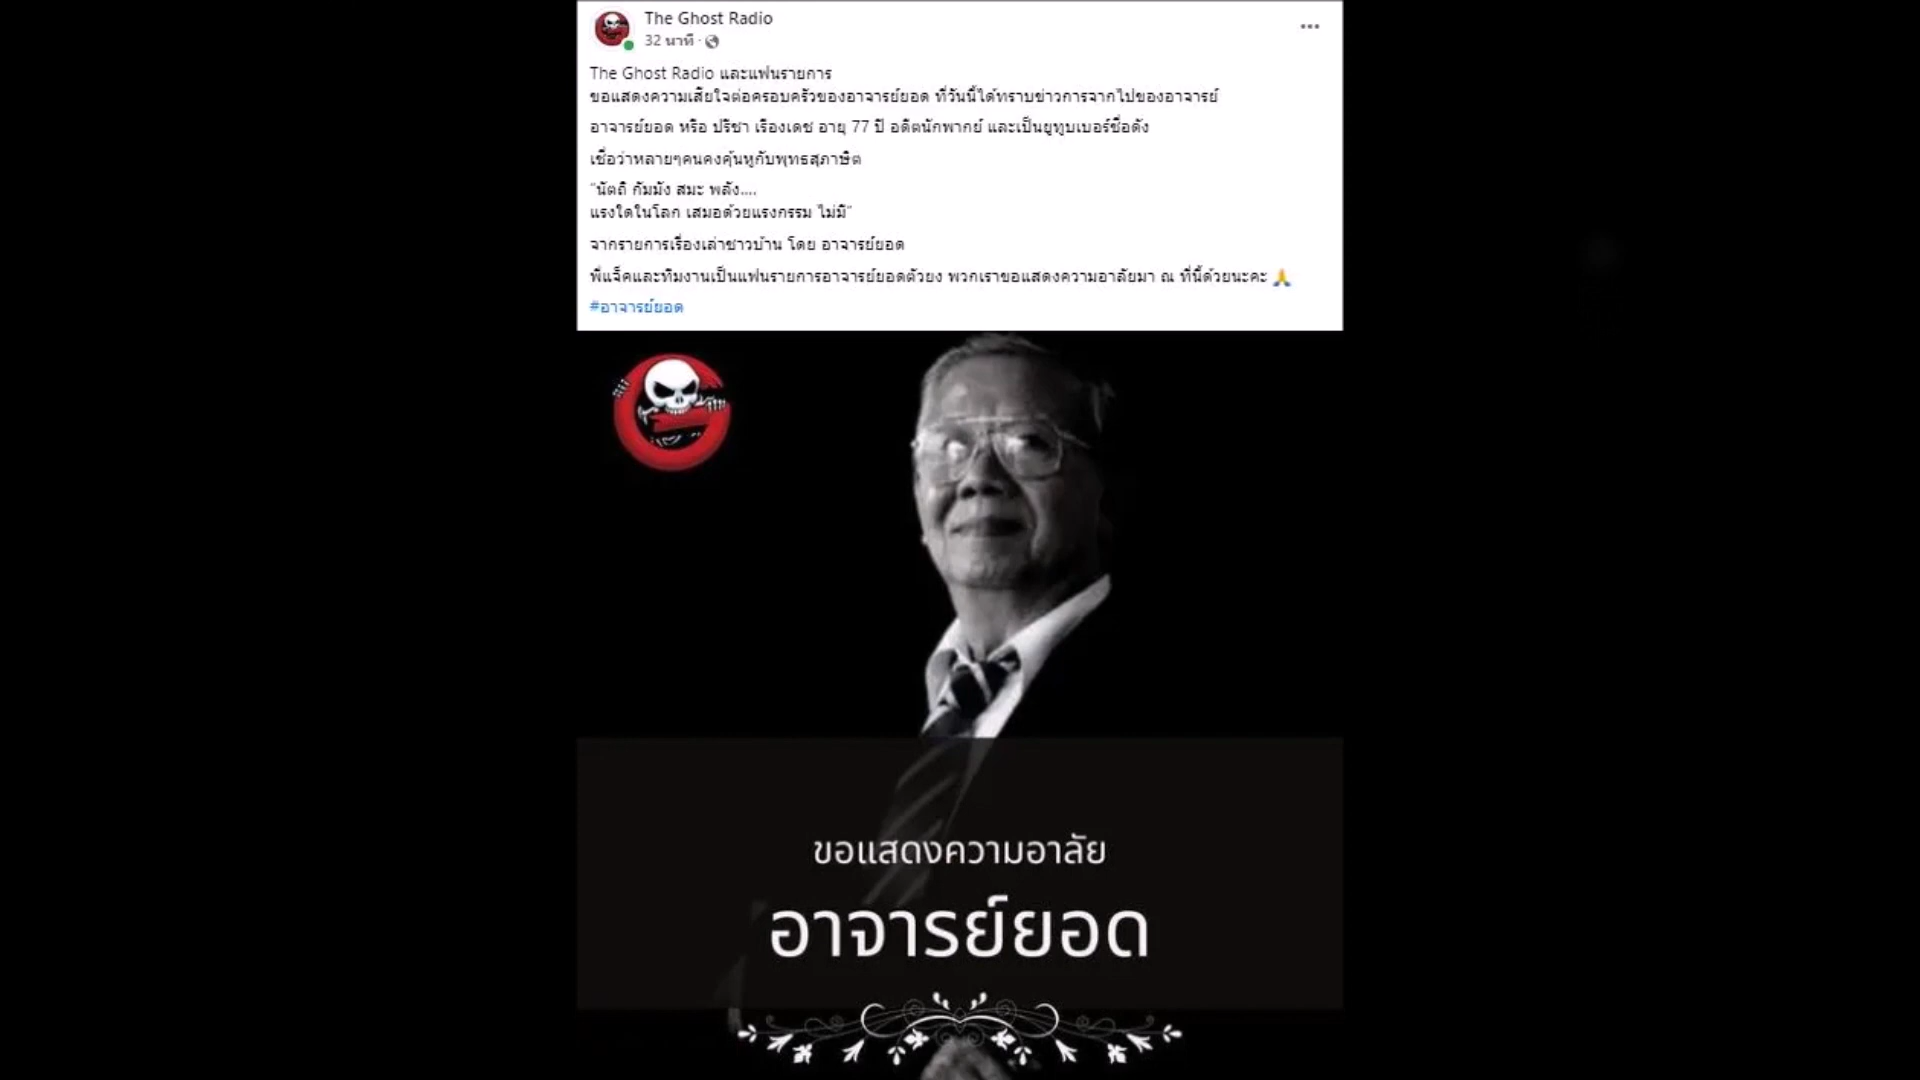 The Ghost Radio
32 นาที ·
The Ghost Radio และแฟนรายการ
ขอแสดงความเสียใจต่อครอบครัวของอาจารย์ยอด ที่วันนี้ได้ทราบข่าวการจากไปของอาจารย์
อาจารย์ยอด หรือ ปรีชา เรืองเดช อายุ 77 ปี อดีตนักพากย์ และเป็นยูทูบเบอร์ชื่อดัง
เชื่อว่าหลายๆคนคงคุ้นหูกับพุทธสุภาษิต
"นัตถิ กัมมัง สมะ พลัง....
แรงใดในโลก เสมอด้วยแรงกรรม ไม่มี"
จากรายการเรื่องเล่าชาวบ้าน โดย อาจารย์ยอด
พี่แจ็คและทีมงานเป็นแฟนรายการอาจารย์ยอดตัวยง พวกเราขอแสดงความอาลัยมา ณ ที่นี้ด้วยนะคะ 🙏
#อาจารย์ยอด
ขอแสดงความอาลัย
อาจารย์ยอด